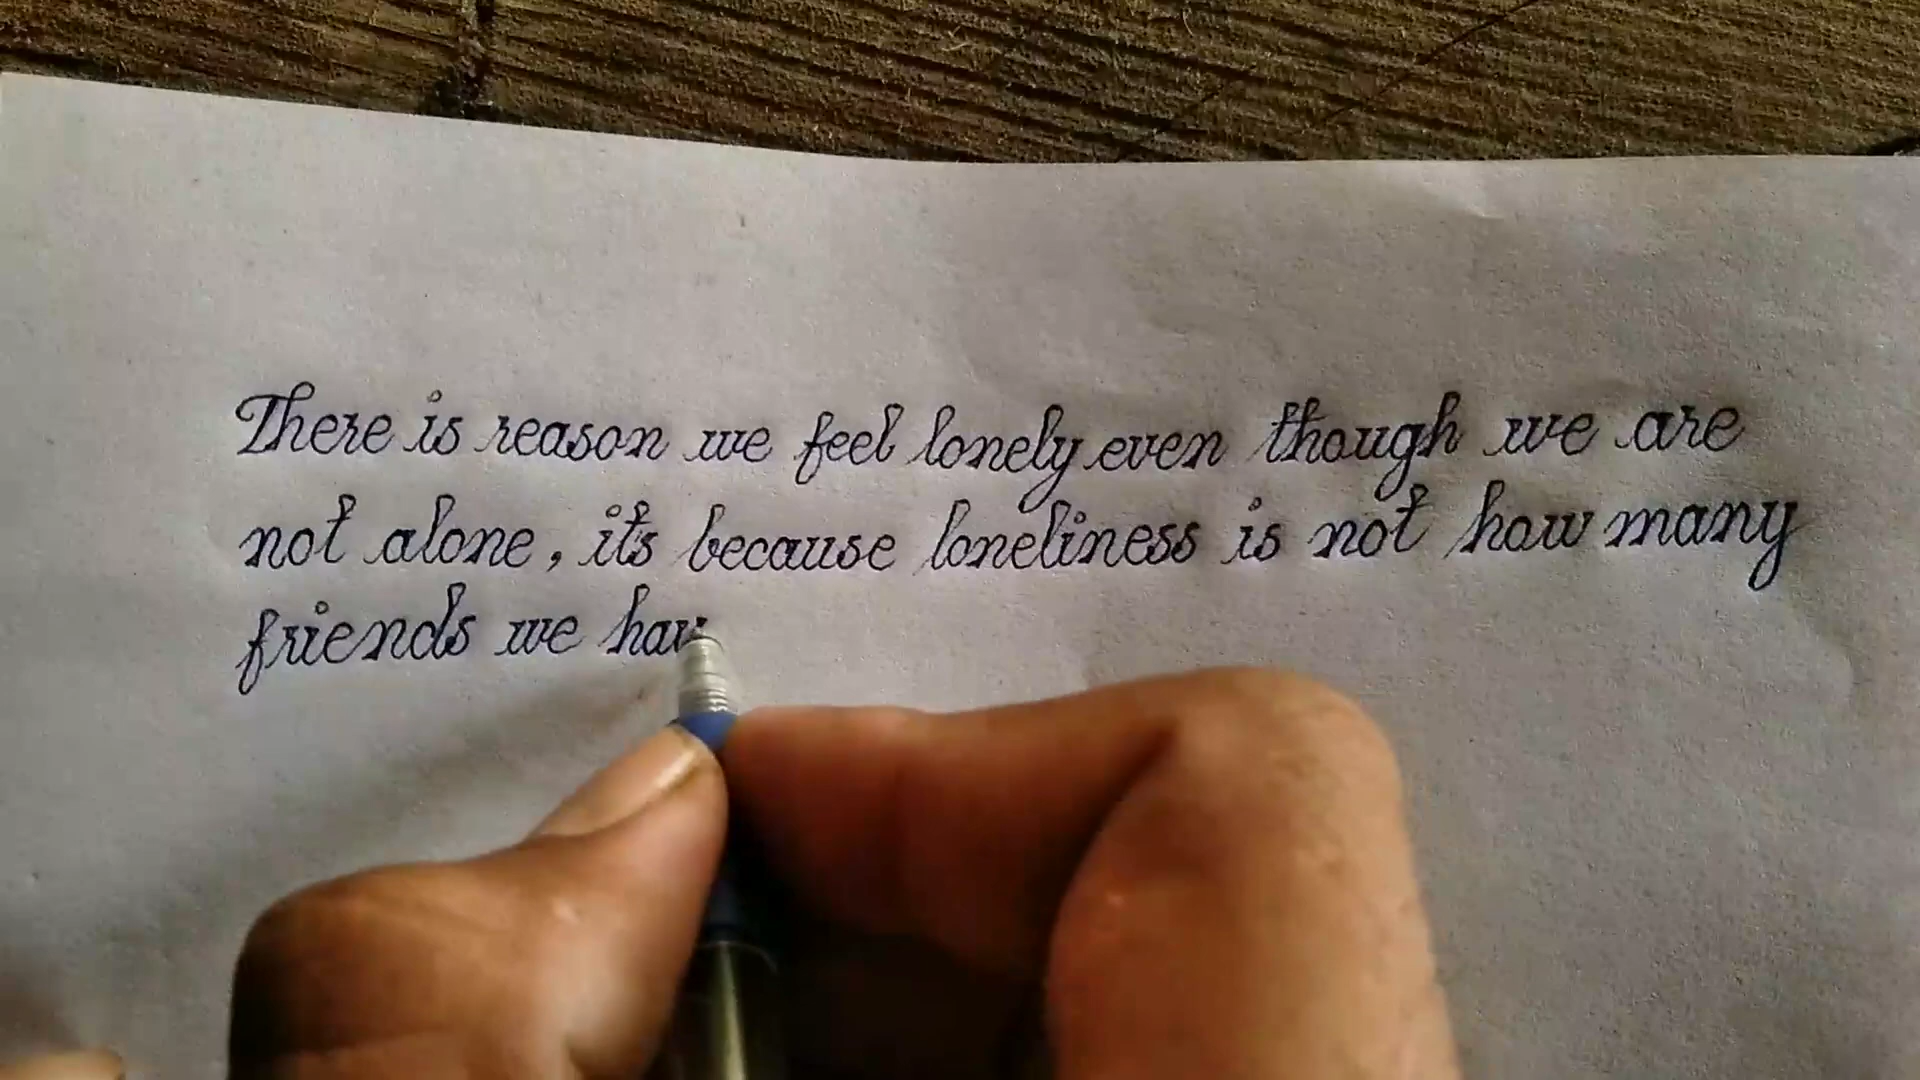 There is reason we feel lonely even though we are
not alone, its because loneliness is not how many
friends we hav